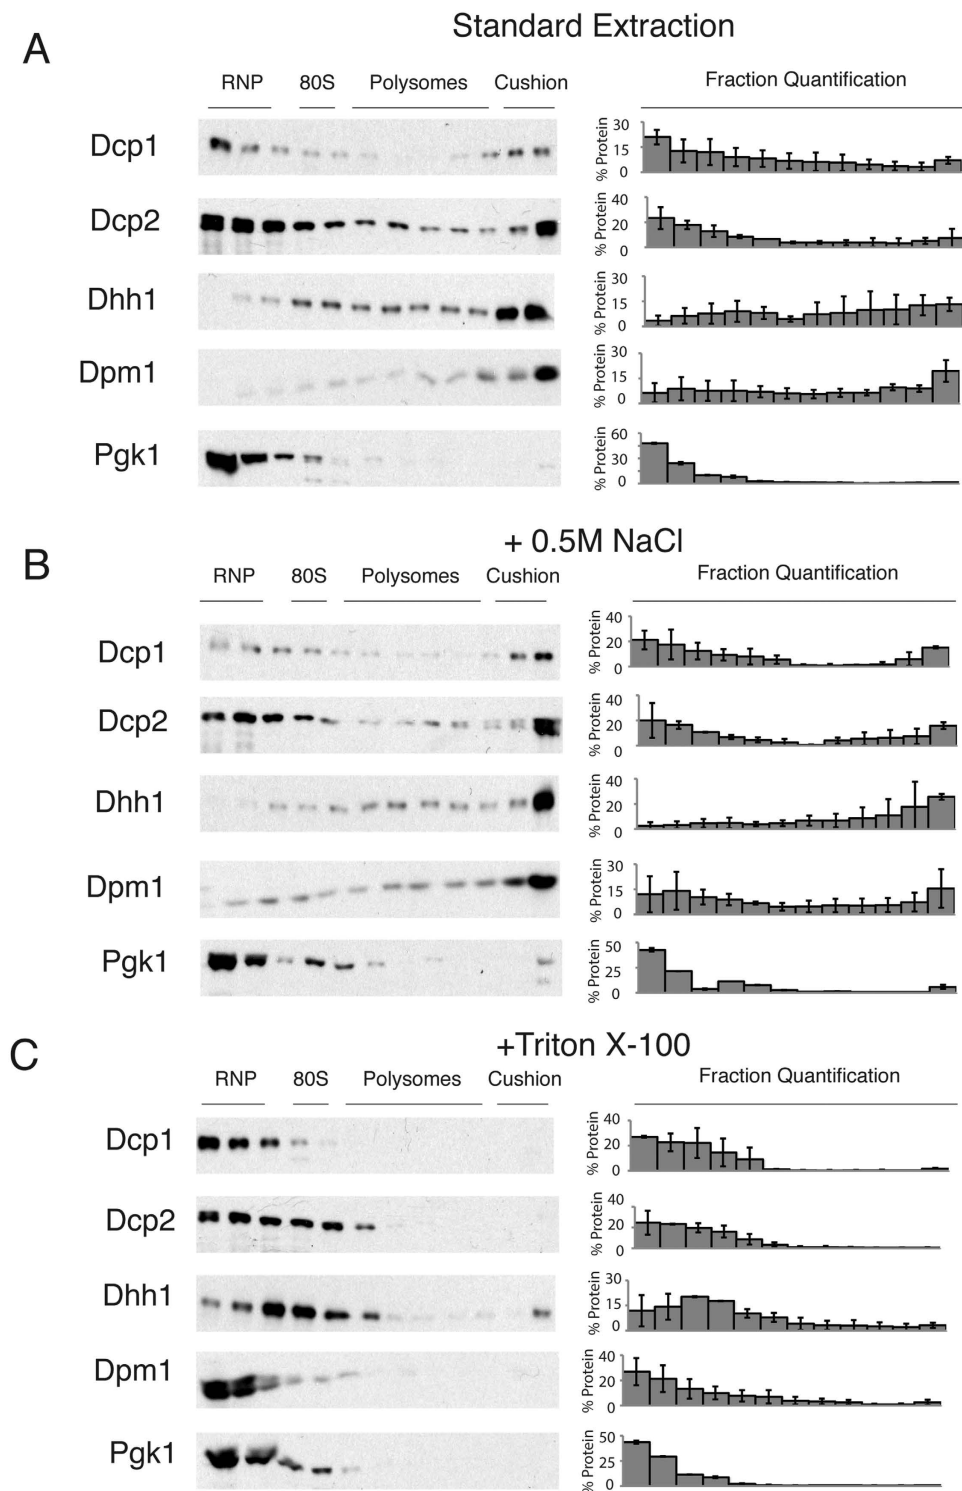 Standard Extraction
A
RNP 80S Polysomes Cushion Fraction Quantification
Dcp1 % Protein 30 15 0
Dcp2 % Protein 40 20 0
Dhh1 % Protein 30 15 0
Dpm1 % Protein 30 15 0
Pgk1 % Protein 60 30 0
+ 0.5M NaCl
B
RNP 80S Polysomes Cushion Fraction Quantification
Dcp1 % Protein 40 20 0
Dcp2 % Protein 40 20 0
Dhh1 % Protein 40 20 0
Dpm1 % Protein 30 15 0
Pgk1 % Protein 50 25 0
+Triton X-100
C
RNP 80S Polysomes Cushion Fraction Quantification
Dcp1 % Protein 40 20 0
Dcp2 % Protein 40 20 0
Dhh1 % Protein 30 15 0
Dpm1 % Protein 40 20 0
Pgk1 % Protein 50 25 0